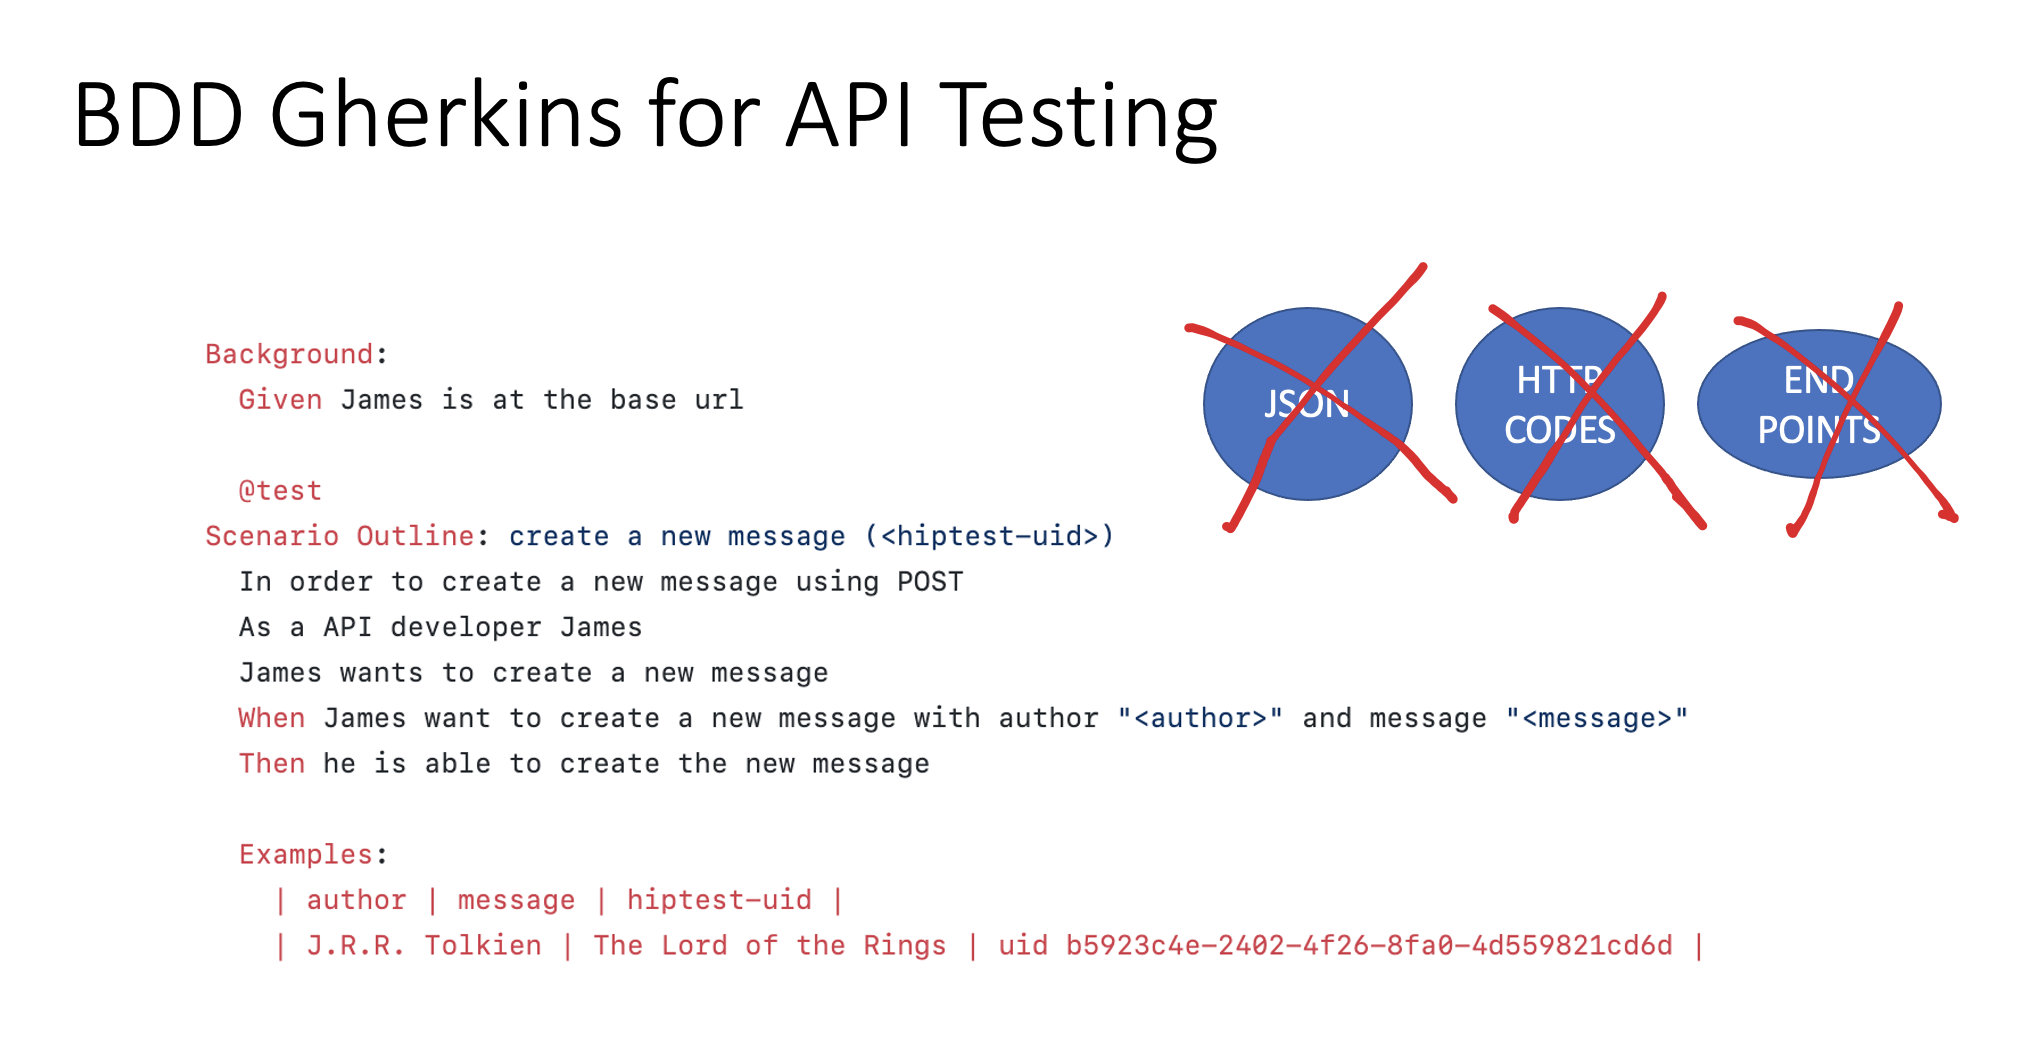 BDD Gherkins for API Testing
JSON
HTTP
CODES
END
POINTS
Background:
Given James is at the base url
@test
Scenario Outline: create a new message (<hiptest-uid>)
In order to create a new message using POST
As a API developer James
James wants to create a new message
When James want to create a new message with author "<author>" and message "<message>"
Then he is able to create the new message
Examples:
| author | message | hiptest-uid |
| J.R.R. Tolkien | The Lord of the Rings | uid b5923c4e-2402-4f26-8fa0-4d559821cd6d |